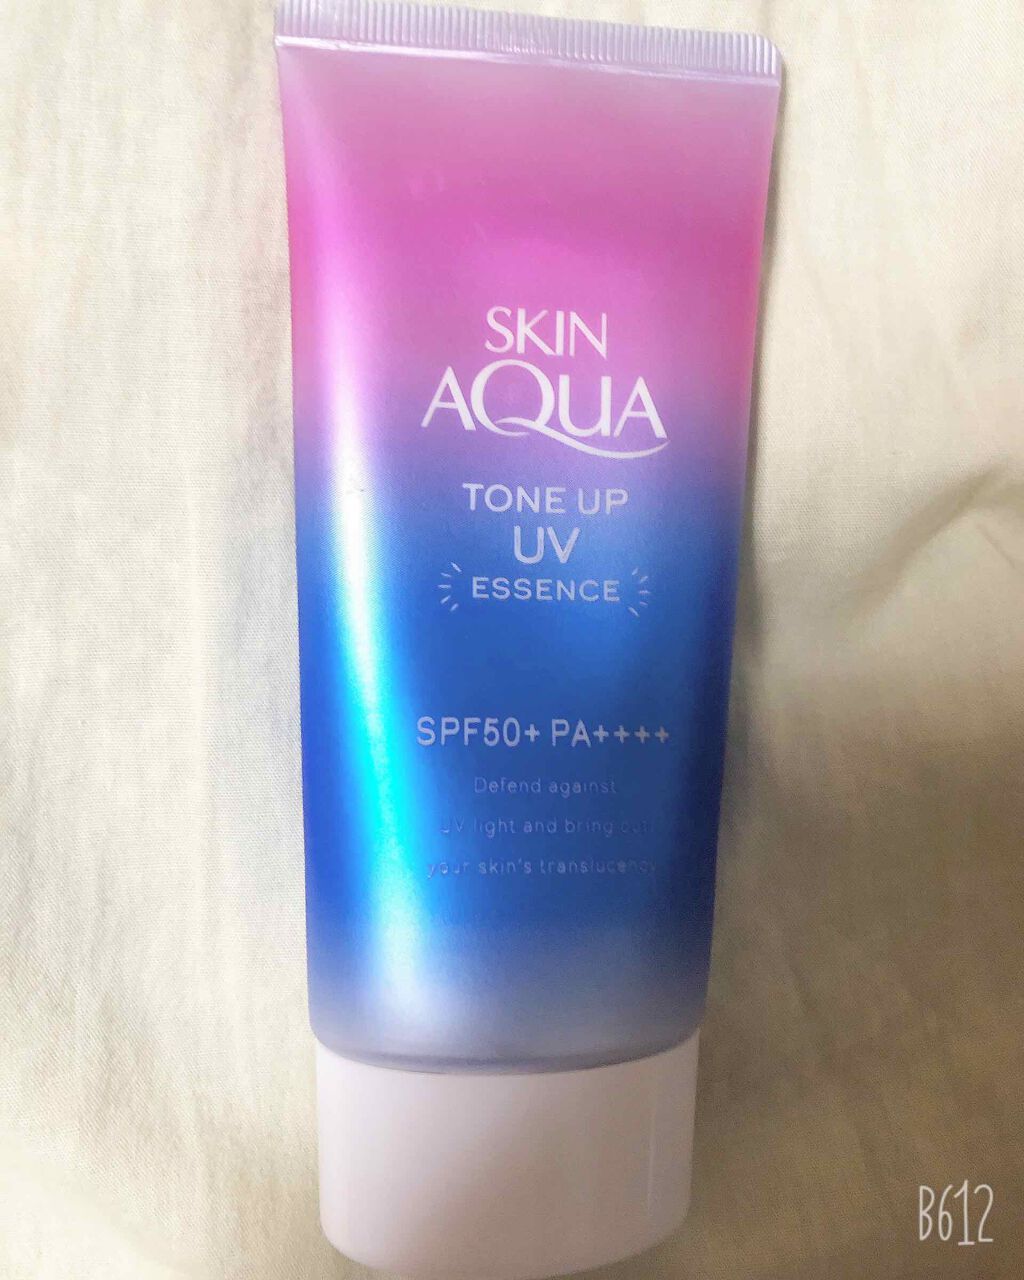 SKIN
AQUA
TONE UP
UV
ESSENCE
SPF50+ PA++++
Defend against
UV light and bring out
your skin's translucency
B612